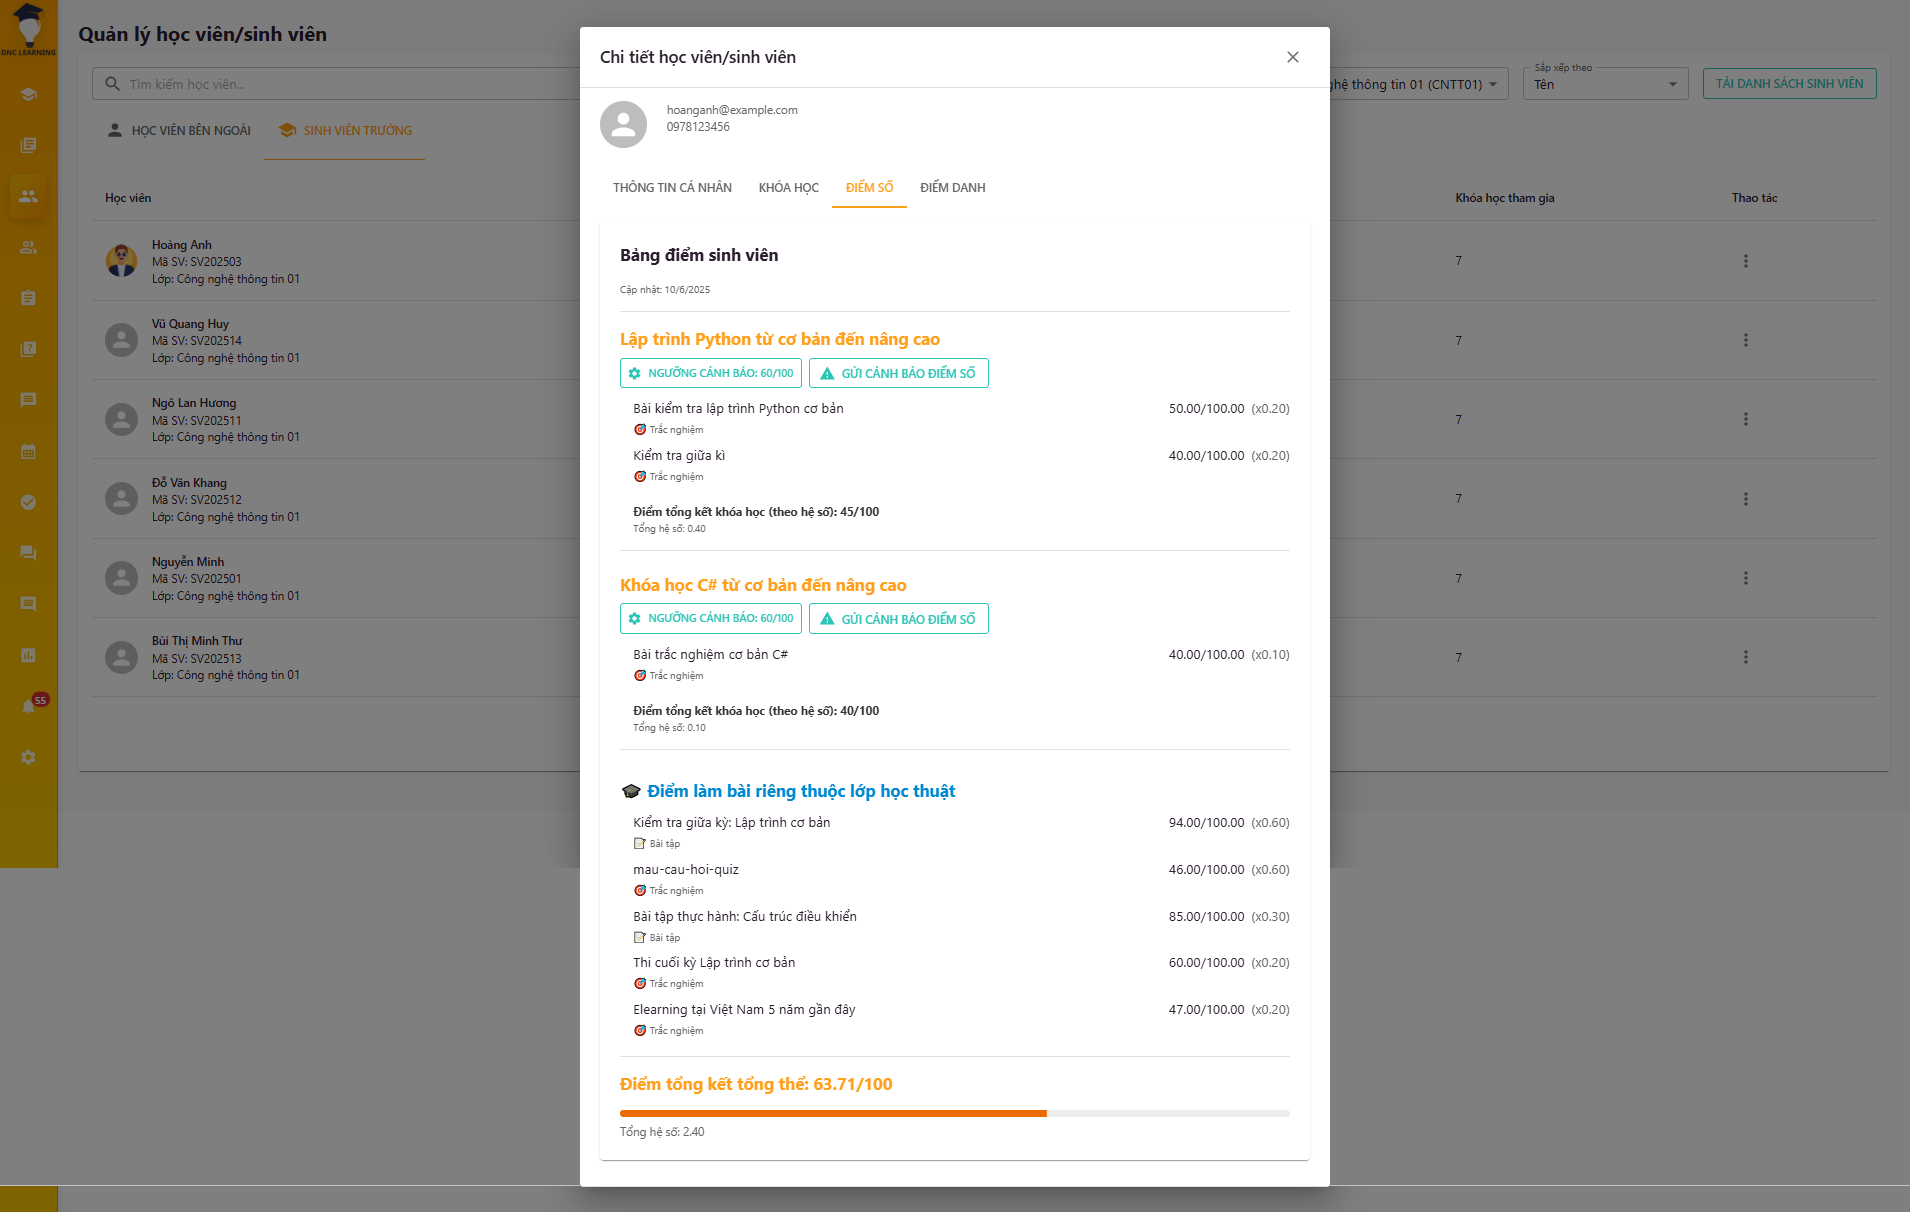 DNC LEARNING
Quản lý học viên/sinh viên
Tìm kiếm học viên...
hệ thông tin 01 (CNTT01)
Sắp xếp theo
Tên
TẢI DANH SÁCH SINH VIÊN
HỌC VIÊN BÊN NGOÀI
SINH VIÊN TRƯỜNG
Học viên
Khóa học tham gia
Thao tác
Hoàng Anh
Mã SV: SV202503
Lớp: Công nghệ thông tin 01
7
Vũ Quang Huy
Mã SV: SV202514
Lớp: Công nghệ thông tin 01
7
Ngô Lan Hương
Mã SV: SV202511
Lớp: Công nghệ thông tin 01
7
Đỗ Văn Khang
Mã SV: SV202512
Lớp: Công nghệ thông tin 01
7
Nguyễn Minh
Mã SV: SV202501
Lớp: Công nghệ thông tin 01
7
Bùi Thị Minh Thư
Mã SV: SV202513
Lớp: Công nghệ thông tin 01
7
55
Chi tiết học viên/sinh viên
hoanganh@example.com
0978123456
THÔNG TIN CÁ NHÂN
KHÓA HỌC
ĐIỂM SỐ
ĐIỂM DANH
Bảng điểm sinh viên
Cập nhật: 10/6/2025
Lập trình Python từ cơ bản đến nâng cao
NGƯỠNG CẢNH BÁO: 60/100
GỬI CẢNH BÁO ĐIỂM SỐ
Bài kiểm tra lập trình Python cơ bản 50.00/100.00 (x0.20)
Trắc nghiệm
Kiểm tra giữa kì 40.00/100.00 (x0.20)
Trắc nghiệm
Điểm tổng kết khóa học (theo hệ số): 45/100
Tổng hệ số: 0.40
Khóa học C# từ cơ bản đến nâng cao
NGƯỠNG CẢNH BÁO: 60/100
GỬI CẢNH BÁO ĐIỂM SỐ
Bài trắc nghiệm cơ bản C# 40.00/100.00 (x0.10)
Trắc nghiệm
Điểm tổng kết khóa học (theo hệ số): 40/100
Tổng hệ số: 0.10
Điểm làm bài riêng thuộc lớp học thuật
Kiểm tra giữa kỳ: Lập trình cơ bản 94.00/100.00 (x0.60)
Bài tập
mau-cau-hoi-quiz 46.00/100.00 (x0.60)
Trắc nghiệm
Bài tập thực hành: Cấu trúc điều khiển 85.00/100.00 (x0.30)
Bài tập
Thi cuối kỳ Lập trình cơ bản 60.00/100.00 (x0.20)
Trắc nghiệm
Elearning tại Việt Nam 5 năm gần đây 47.00/100.00 (x0.20)
Trắc nghiệm
Điểm tổng kết tổng thể: 63.71/100
Tổng hệ số: 2.40